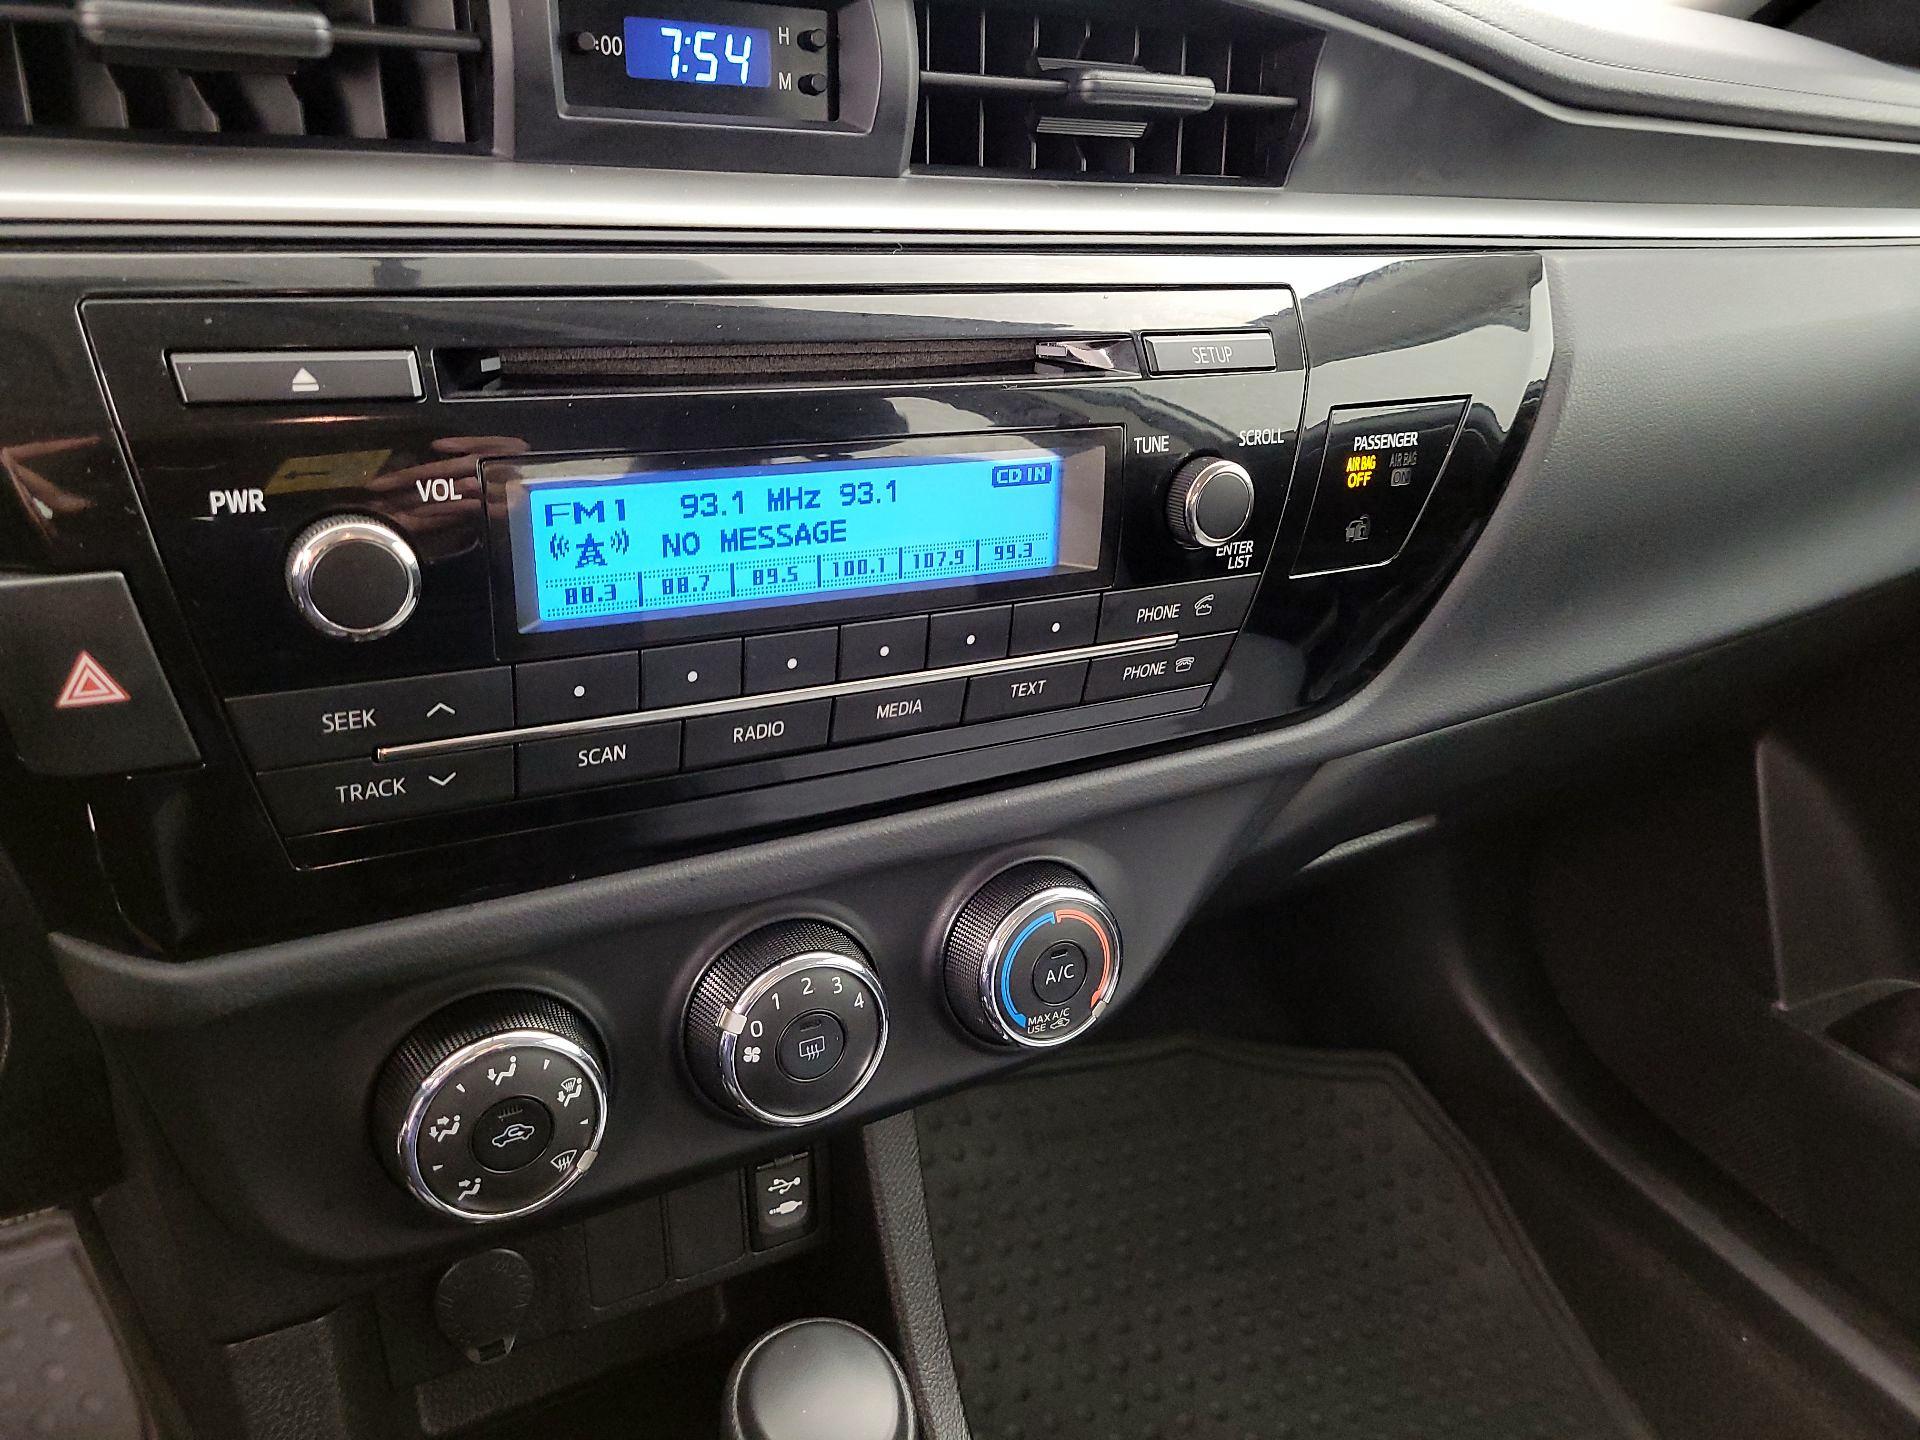 :00
7:54
H
M
SETUP
PWR
VOL
TUNE
SCROLL
ENTER
LIST
CD IN
FM1 93.1 MHz 93.1
NO MESSAGE
88.3 88.7 89.5 100.1 107.9 99.3
PASSENGER
AIR BAG
OFF
AIR BAG
ON
PHONE
PHONE
SEEK
TRACK
SCAN
RADIO
MEDIA
TEXT
0 1 2 3 4
A/C
MAX A/C
USE